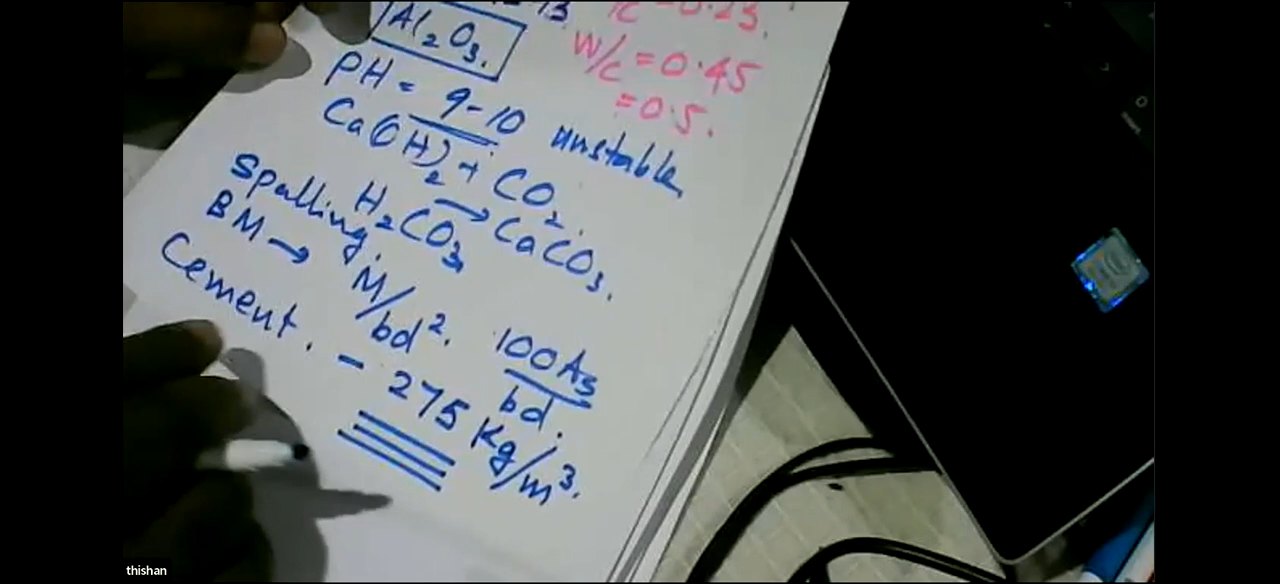 Al₂O₃.
W/C = 0.45
= 0.5.
PH = 9-10 unstable
Ca(OH)₂ + CO₂.
H₂CO₃ → CaCO₃.
Spalling.
BM → M/bd². 100As/bd.
Cement. - 275 Kg/m³.
thishan